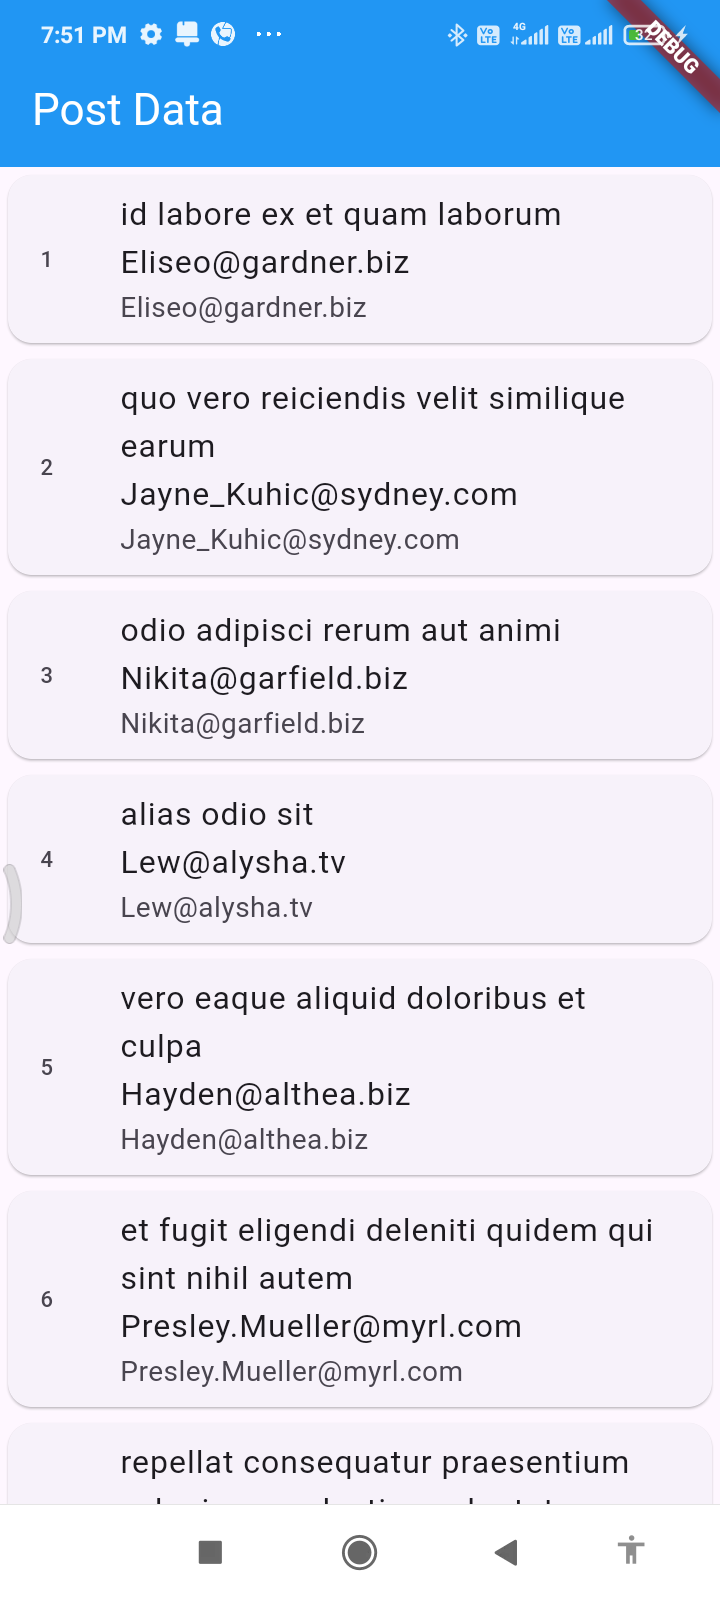 7:51 PM
Vo LTE 4G Vo LTE
DEBUG
Post Data
id labore ex et quam laborum
1
Eliseo@gardner.biz
Eliseo@gardner.biz
quo vero reiciendis velit similique
earum
2
Jayne_Kuhic@sydney.com
Jayne_Kuhic@sydney.com
odio adipisci rerum aut animi
3
Nikita@garfield.biz
Nikita@garfield.biz
alias odio sit
4
Lew@alysha.tv
Lew@alysha.tv
vero eaque aliquid doloribus et
culpa
5
Hayden@althea.biz
Hayden@althea.biz
et fugit eligendi deleniti quidem qui
sint nihil autem
6
Presley.Mueller@myrl.com
Presley.Mueller@myrl.com
repellat consequatur praesentium